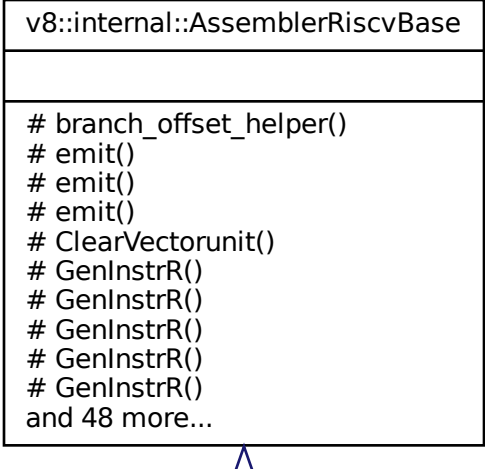 v8::internal::AssemblerRiscvBase
# branch_offset_helper()
# emit()
# emit()
# emit()
# ClearVectorunit()
# GenInstrR()
# GenInstrR()
# GenInstrR()
# GenInstrR()
# GenInstrR()
and 48 more...